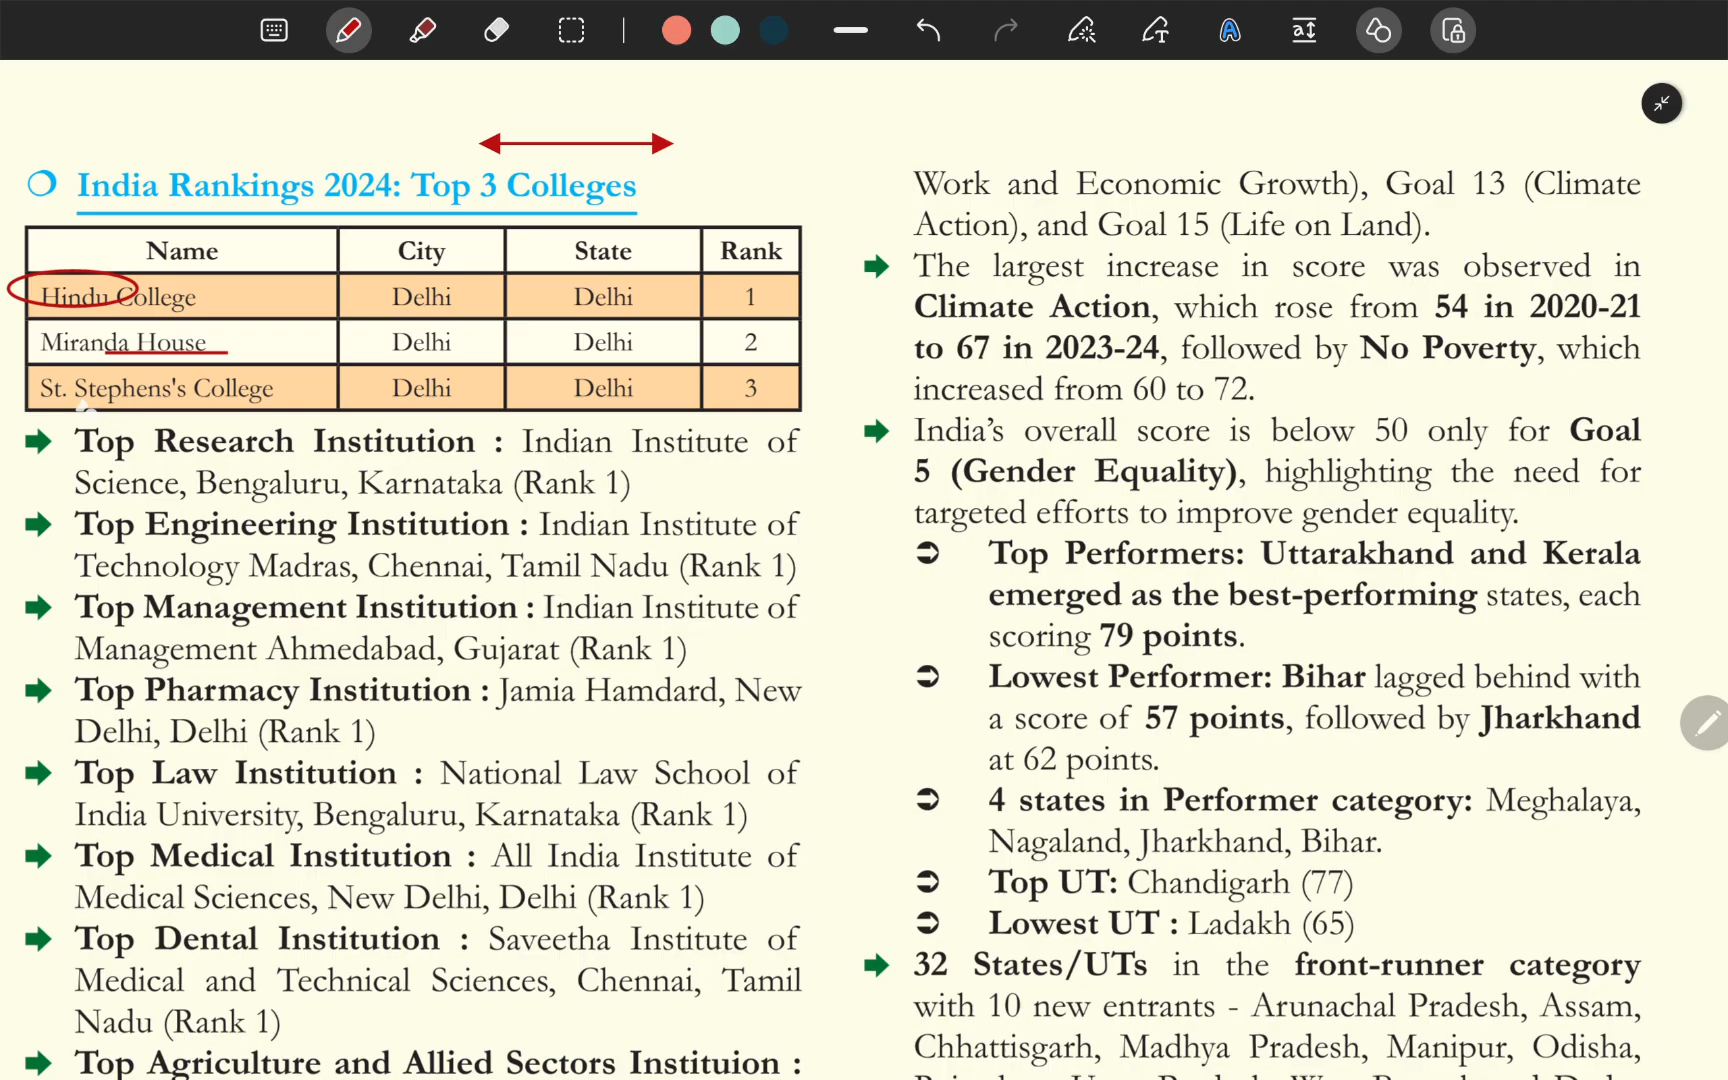 India Rankings 2024: Top 3 Colleges
Name City State Rank
Hindu College Delhi Delhi 1
Miranda House Delhi Delhi 2
St. Stephens's College Delhi Delhi 3
Top Research Institution : Indian Institute of
Science, Bengaluru, Karnataka (Rank 1)
Top Engineering Institution : Indian Institute of
Technology Madras, Chennai, Tamil Nadu (Rank 1)
Top Management Institution : Indian Institute of
Management Ahmedabad, Gujarat (Rank 1)
Top Pharmacy Institution : Jamia Hamdard, New
Delhi, Delhi (Rank 1)
Top Law Institution : National Law School of
India University, Bengaluru, Karnataka (Rank 1)
Top Medical Institution : All India Institute of
Medical Sciences, New Delhi, Delhi (Rank 1)
Top Dental Institution : Saveetha Institute of
Medical and Technical Sciences, Chennai, Tamil
Nadu (Rank 1)
Top Agriculture and Allied Sectors Instituion :
Work and Economic Growth), Goal 13 (Climate
Action), and Goal 15 (Life on Land).
The largest increase in score was observed in
Climate Action, which rose from 54 in 2020-21
to 67 in 2023-24, followed by No Poverty, which
increased from 60 to 72.
India's overall score is below 50 only for Goal
5 (Gender Equality), highlighting the need for
targeted efforts to improve gender equality.
Top Performers: Uttarakhand and Kerala
emerged as the best-performing states, each
scoring 79 points.
Lowest Performer: Bihar lagged behind with
a score of 57 points, followed by Jharkhand
at 62 points.
4 states in Performer category: Meghalaya,
Nagaland, Jharkhand, Bihar.
Top UT: Chandigarh (77)
Lowest UT : Ladakh (65)
32 States/UTs in the front-runner category
with 10 new entrants - Arunachal Pradesh, Assam,
Chhattisgarh, Madhya Pradesh, Manipur, Odisha,